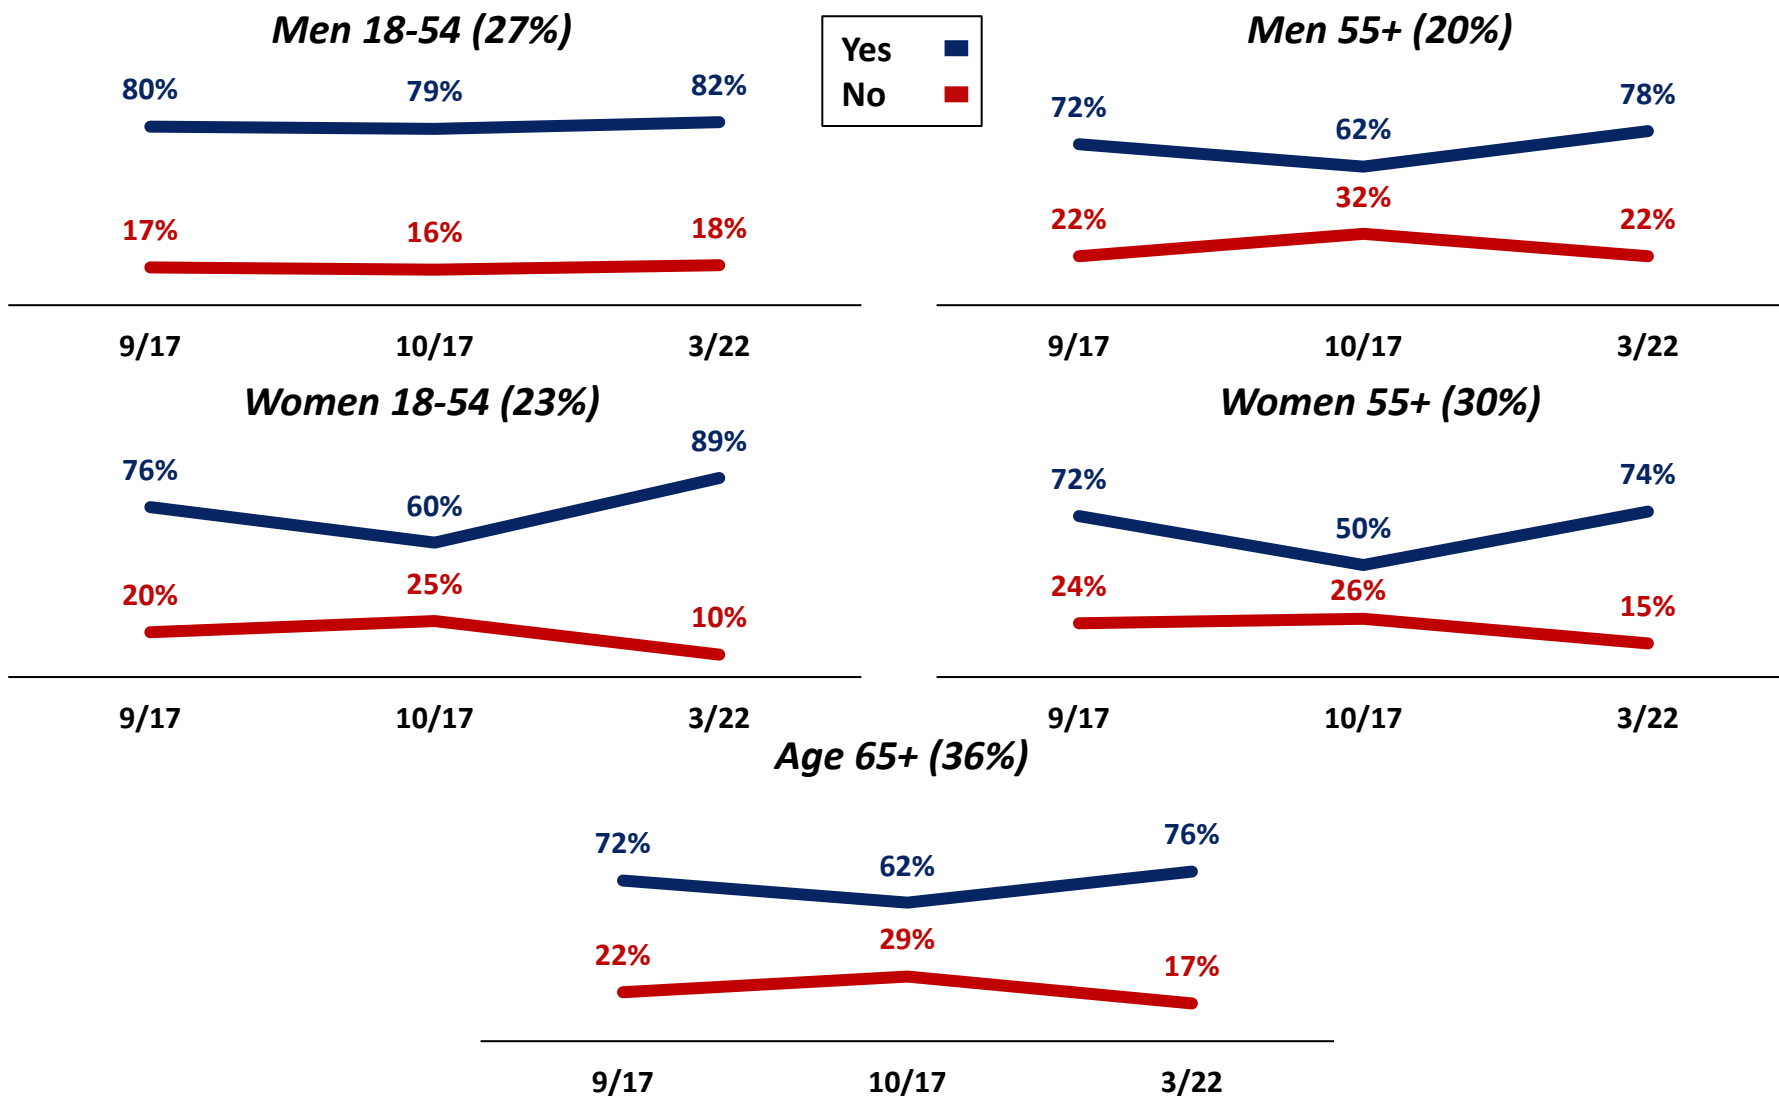 Men 18-54 (27%)
80% 79% 82%
17% 16% 18%
9/17 10/17 3/22
Yes
No
Men 55+ (20%)
72% 62% 78%
22% 32% 22%
9/17 10/17 3/22
Women 18-54 (23%)
76% 60% 89%
20% 25% 10%
9/17 10/17 3/22
Women 55+ (30%)
72% 50% 74%
24% 26% 15%
9/17 10/17 3/22
Age 65+ (36%)
72% 62% 76%
22% 29% 17%
9/17 10/17 3/22